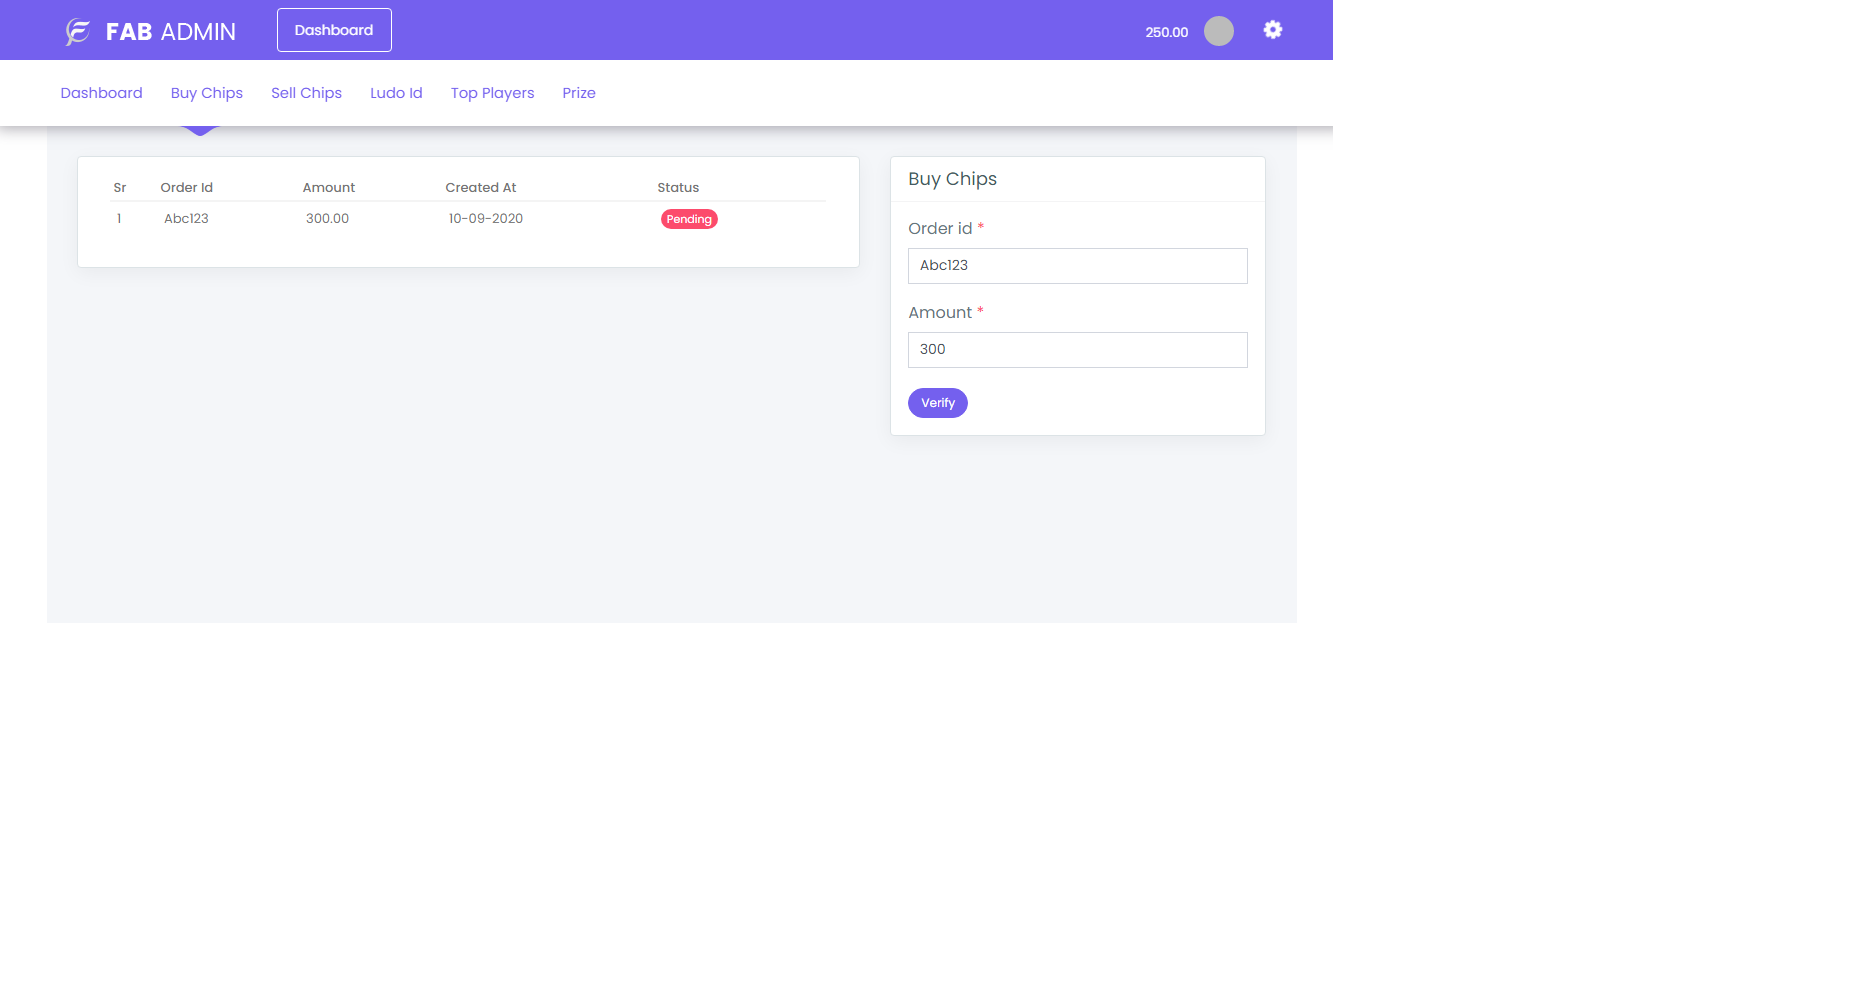 FAB ADMIN
Dashboard
250.00
Dashboard Buy Chips Sell Chips Ludo Id Top Players Prize
Sr Order Id Amount Created At Status
1 Abc123 300.00 10-09-2020 Pending
Buy Chips
Order id *
Abc123
Amount *
300
Verify